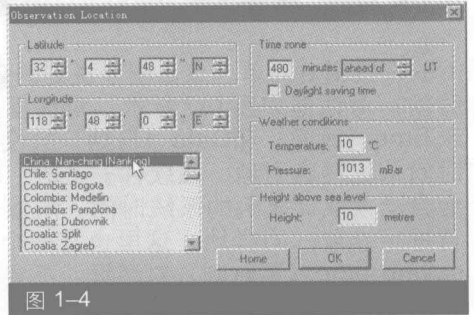 Observation Location
Latitude
32 ° 4 ' 48 " N
Longitude
118 ° 48 ' 0 " E
China: Nan-ching (Nanking)
Chile: Santiago
Colombia: Bogota
Colombia: Medellin
Colombia: Pamplona
Croatia: Dubrovnik
Croatia: Split
Croatia: Zagreb
Time zone
480 minutes ahead of UT
Daylight saving time
Weather conditions
Temperature: 10 °C
Pressure: 1013 mBar
Height above sea level
Height: 10 metres
Home OK Cancel
图 1–4